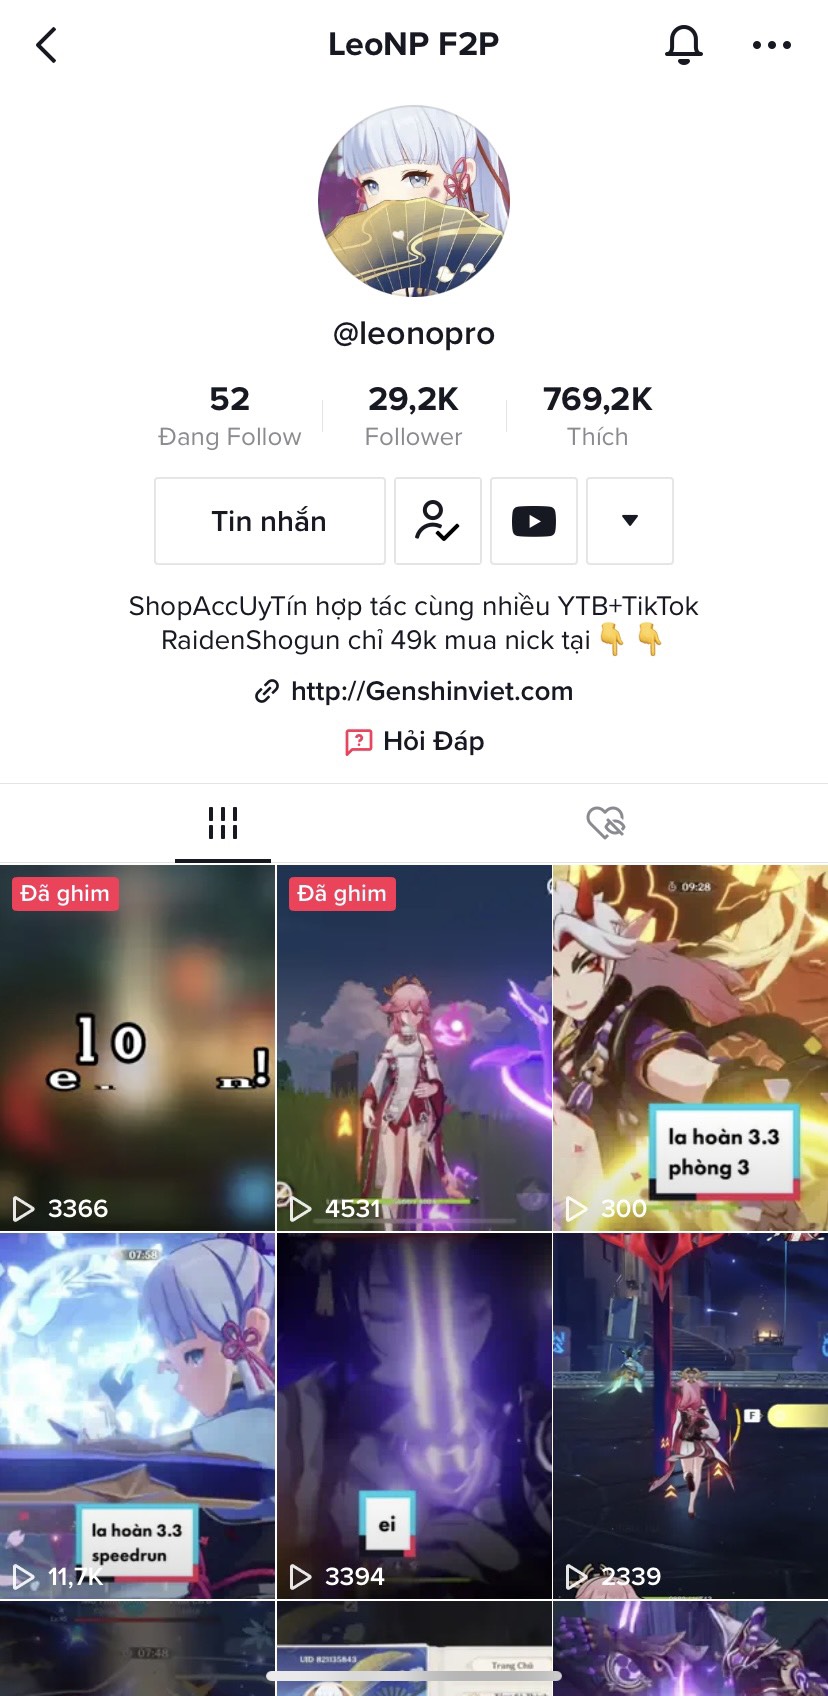 LeoNP F2P
@leonopro
52
29,2K
769,2K
Đang Follow
Follower
Thích
Tin nhắn
ShopAccUyTín hợp tác cùng nhiều YTB+TikTok
RaidenShogun chỉ 49k mua nick tại 👇 👇
http://Genshinviet.com
Hỏi Đáp
Đã ghim
lo
e
n!
3366
Đã ghim
4531
09:28
la hoàn 3.3
phòng 3
300
07:58
la hoàn 3.3
speedrun
11,7K
ei
3394
F
2339
07:48
UID 821135843
Trang Chủ